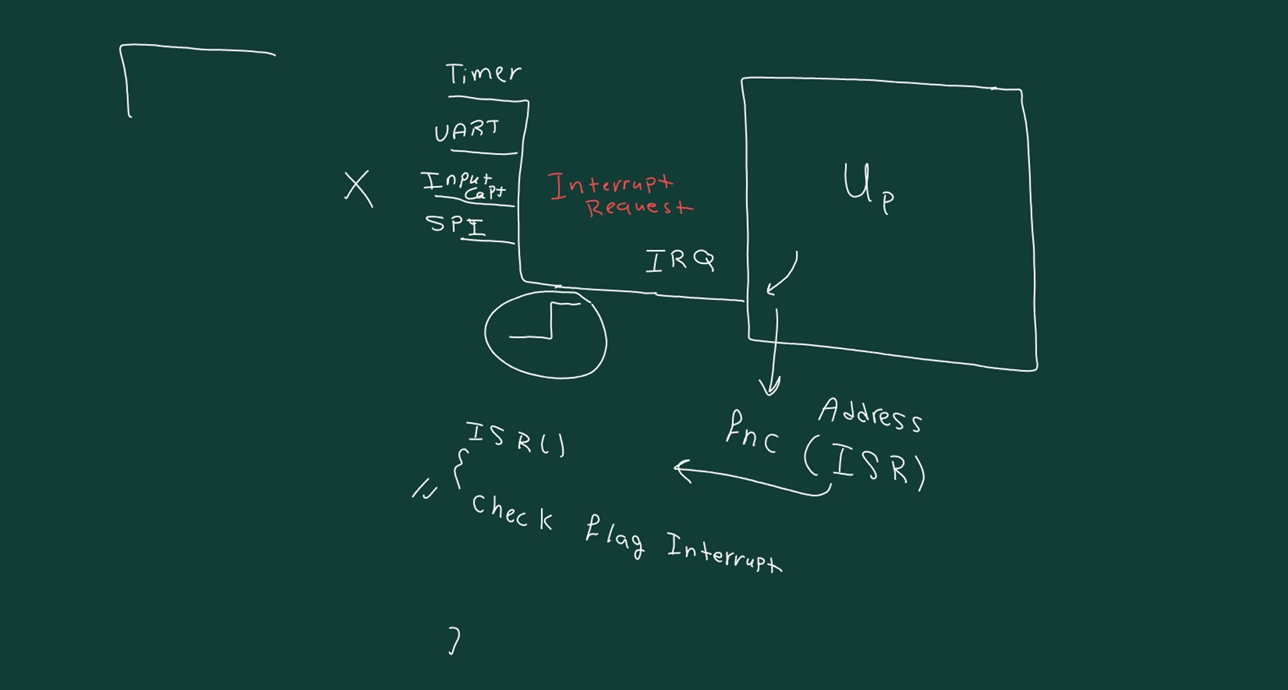 Timer
UART
X
Input
Capt
SPI
Interrupt
Request
IRQ
Up
Address
fnc (ISR)
ISR()
{
// check flag Interrupt
}